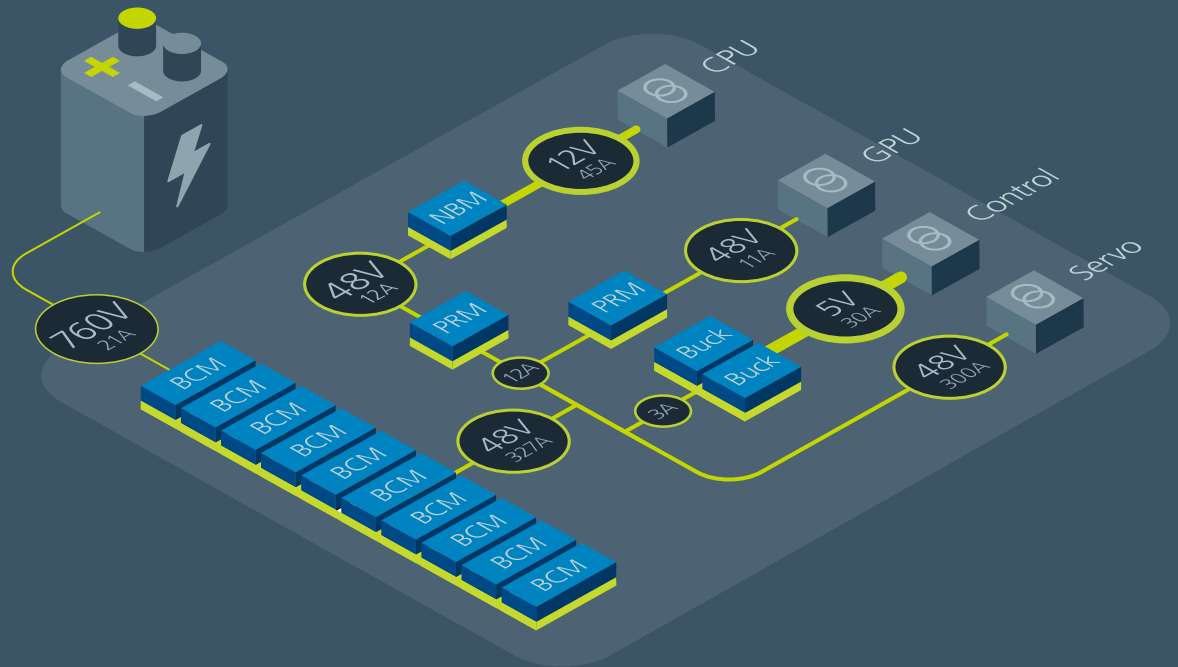 CPU
12V
45A
NBM
GPU
48V
12A
48V
11A
Control
PRM
PRM
Servo
5V
30A
760V
21A
12A
Buck
Buck
48V
300A
3A
48V
327A
BCM
BCM
BCM
BCM
BCM
BCM
BCM
BCM
BCM
BCM